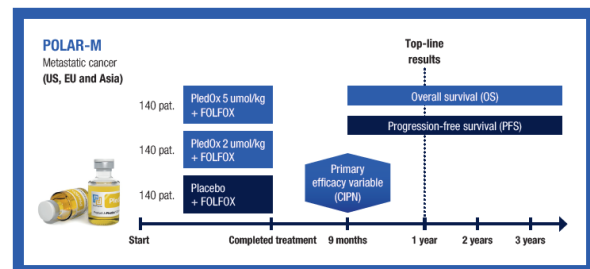 POLAR-M
Metastatic cancer
(US, EU and Asia)
Top-line
results
140 pat.
PledOx 5 umol/kg
+ FOLFOX
Overall survival (OS)
Progression-free survival (PFS)
140 pat.
PledOx 2 umol/kg
+ FOLFOX
140 pat.
Placebo
+ FOLFOX
Primary
efficacy variable
(CIPN)
Start
Completed treatment
9 months
1 year
2 years
3 years